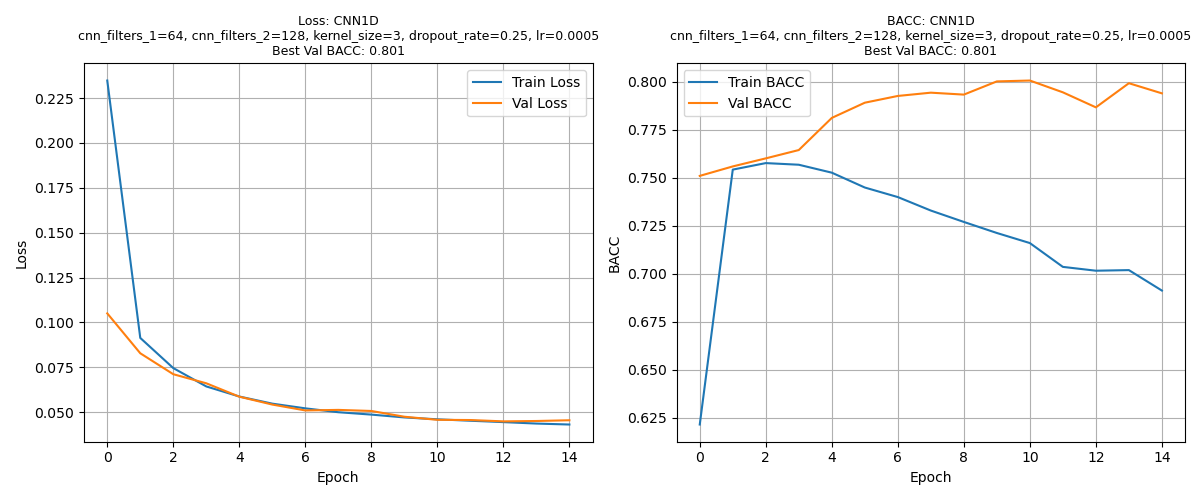 Loss: CNN1D
cnn_filters_1=64, cnn_filters_2=128, kernel_size=3, dropout_rate=0.25, lr=0.0005
Best Val BACC: 0.801
Train Loss
Val Loss
0.225
0.200
0.175
0.150
0.125
0.100
0.075
0.050
Loss
0 2 4 6 8 10 12 14
Epoch
BACC: CNN1D
cnn_filters_1=64, cnn_filters_2=128, kernel_size=3, dropout_rate=0.25, lr=0.0005
Best Val BACC: 0.801
Train BACC
Val BACC
0.800
0.775
0.750
0.725
0.700
0.675
0.650
0.625
BACC
0 2 4 6 8 10 12 14
Epoch